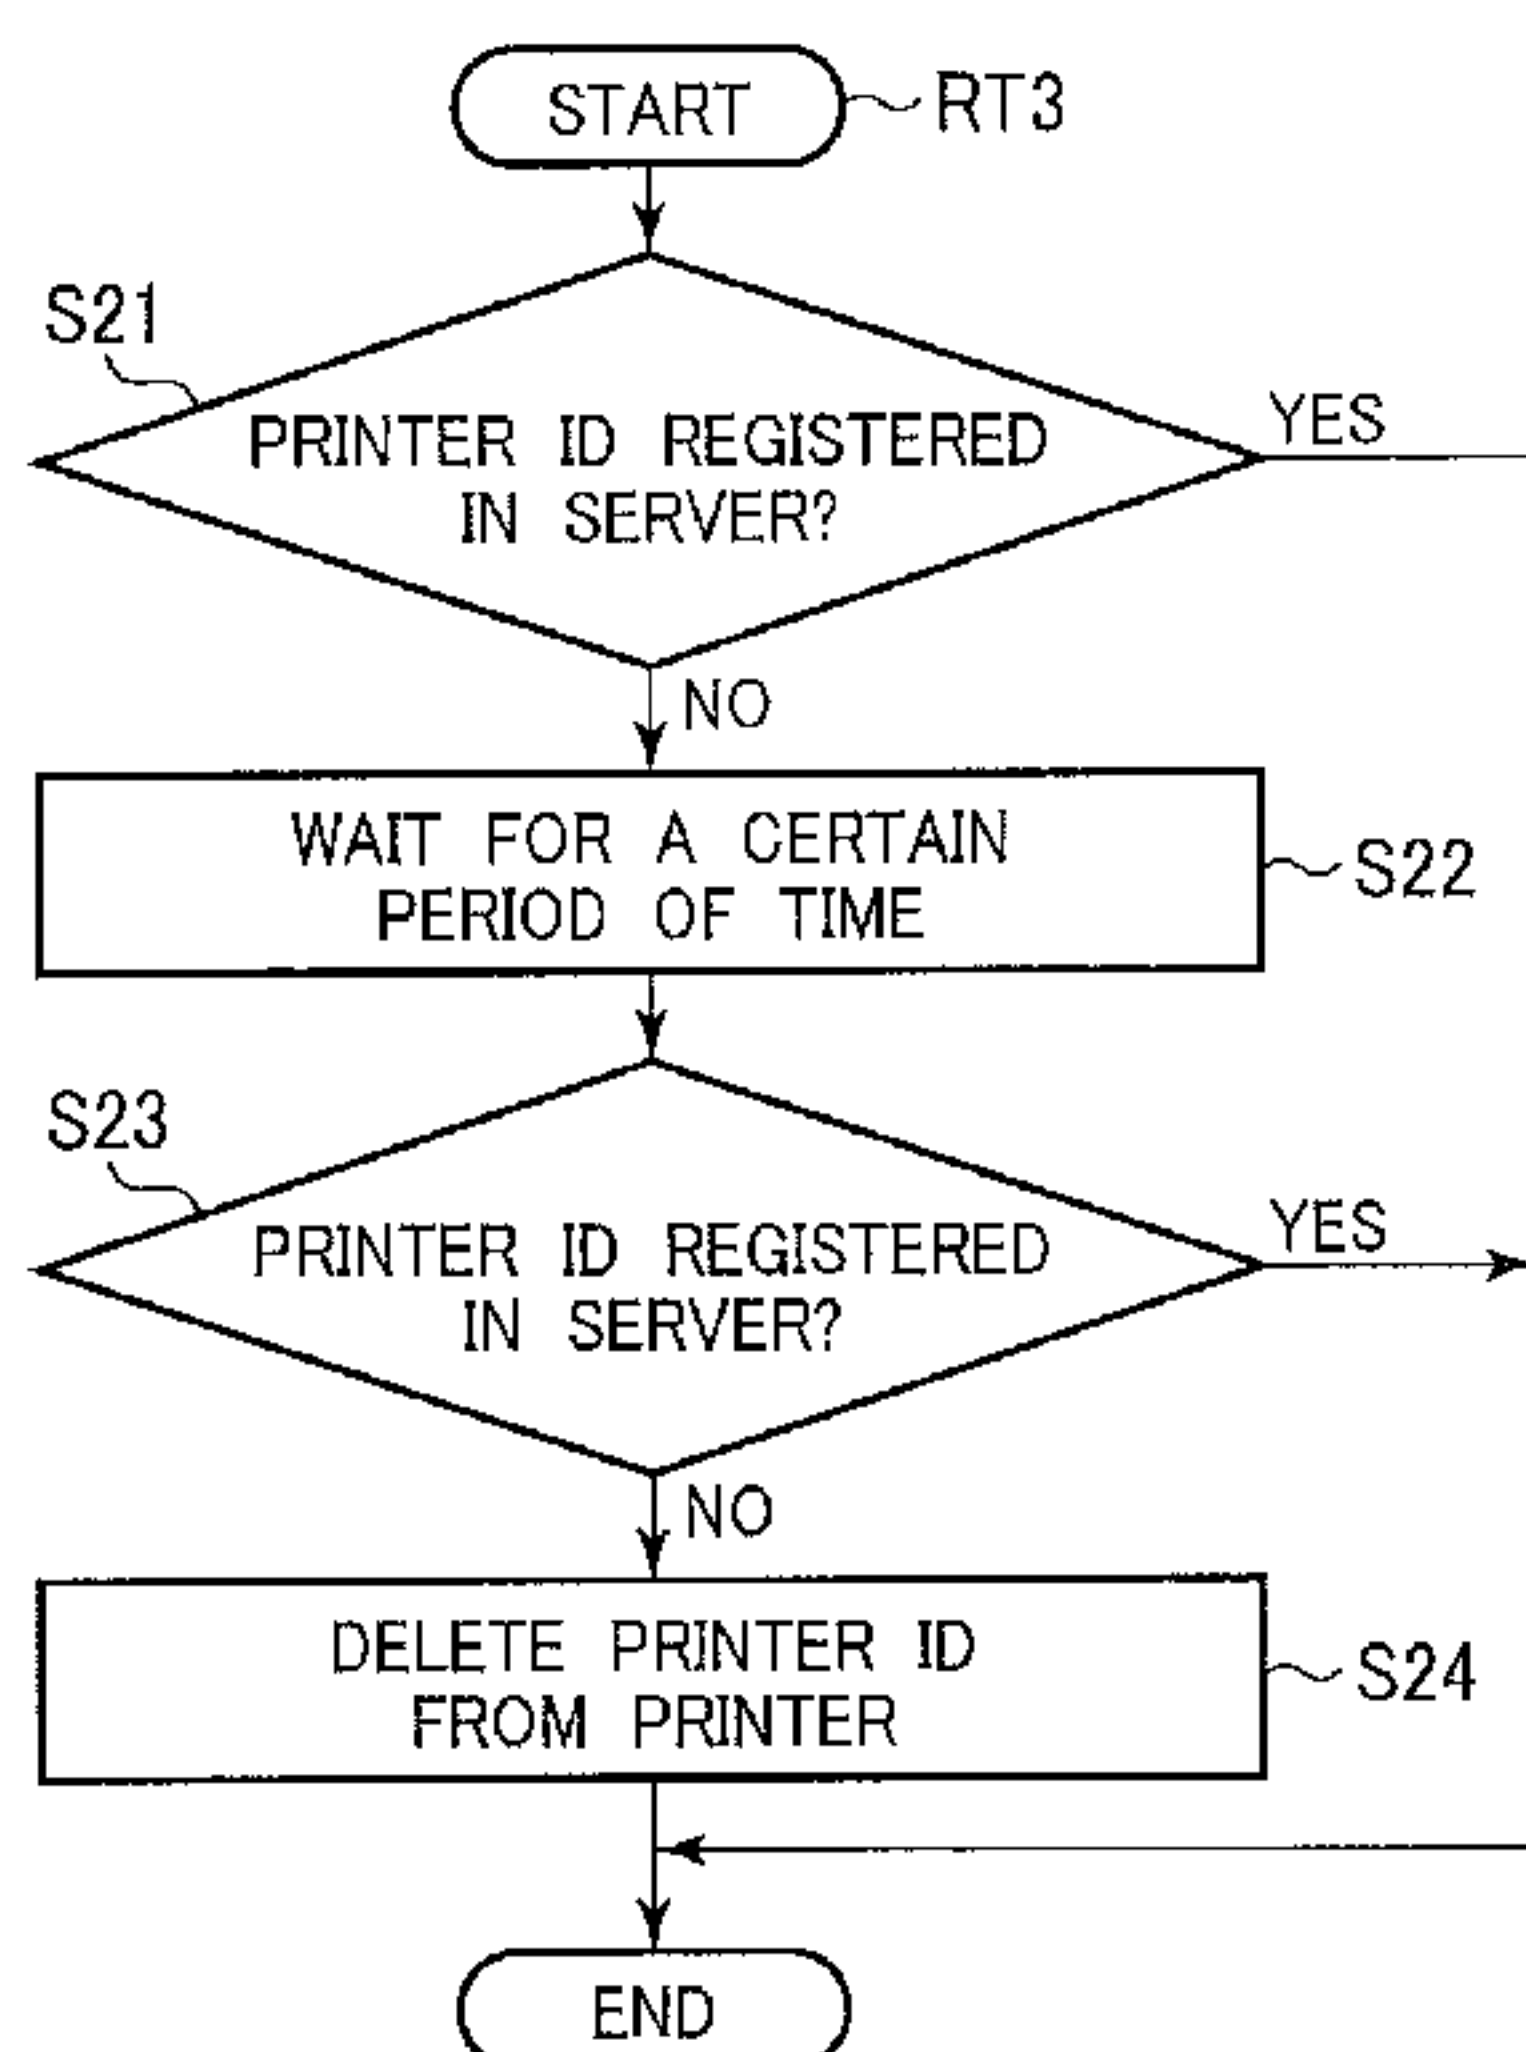 START
RT3
S21
PRINTER ID REGISTERED
IN SERVER?
YES
NO
WAIT FOR A CERTAIN
PERIOD OF TIME
S22
S23
PRINTER ID REGISTERED
IN SERVER?
YES
NO
DELETE PRINTER ID
FROM PRINTER
S24
END